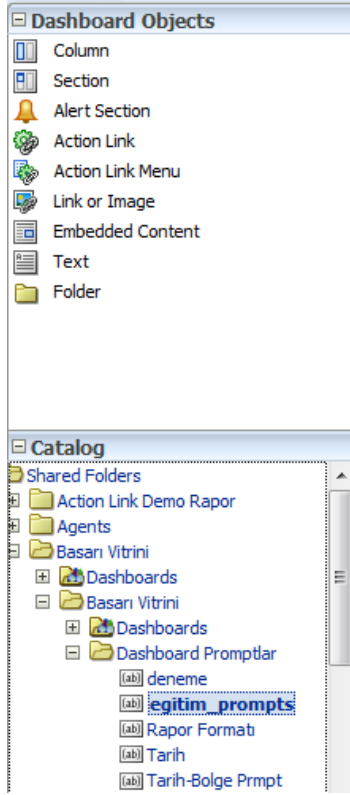 Dashboard Objects
Column
Section
Alert Section
Action Link
Action Link Menu
Link or Image
Embedded Content
Text
Folder
Catalog
Shared Folders
Action Link Demo Rapor
Agents
Basarı Vitrini
Dashboards
Basarı Vitrini
Dashboards
Dashboard Promptlar
deneme
egitim_prompts
Rapor Formatı
Tarih
Tarih-Bolge Prmpt